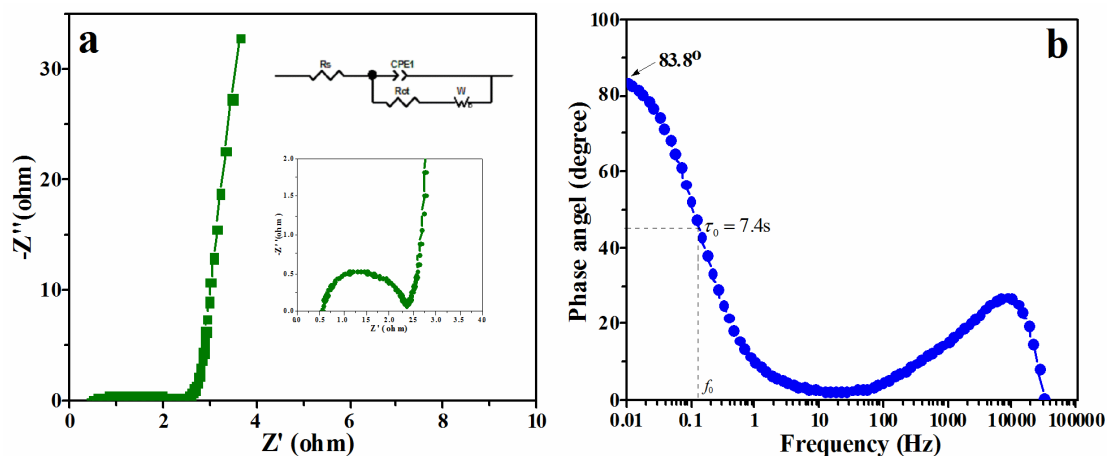 a
-Z''(ohm)
30
20
10
0
0 2 4 6 8 10
Z' (ohm)
Rs CPE1
Rct W
-Z''(ohm)
2.0
1.5
1.0
0.5
0.0
0 0.5 1.0 1.5 2.0 2.5 3.0 3.5 4.0
Z' (ohm)
b
Phase angel (degree)
100
80
60
40
20
0
83.8°
τ₀ = 7.4s
f₀
0.01 0.1 1 10 100 1000 10000 100000
Frequency (Hz)